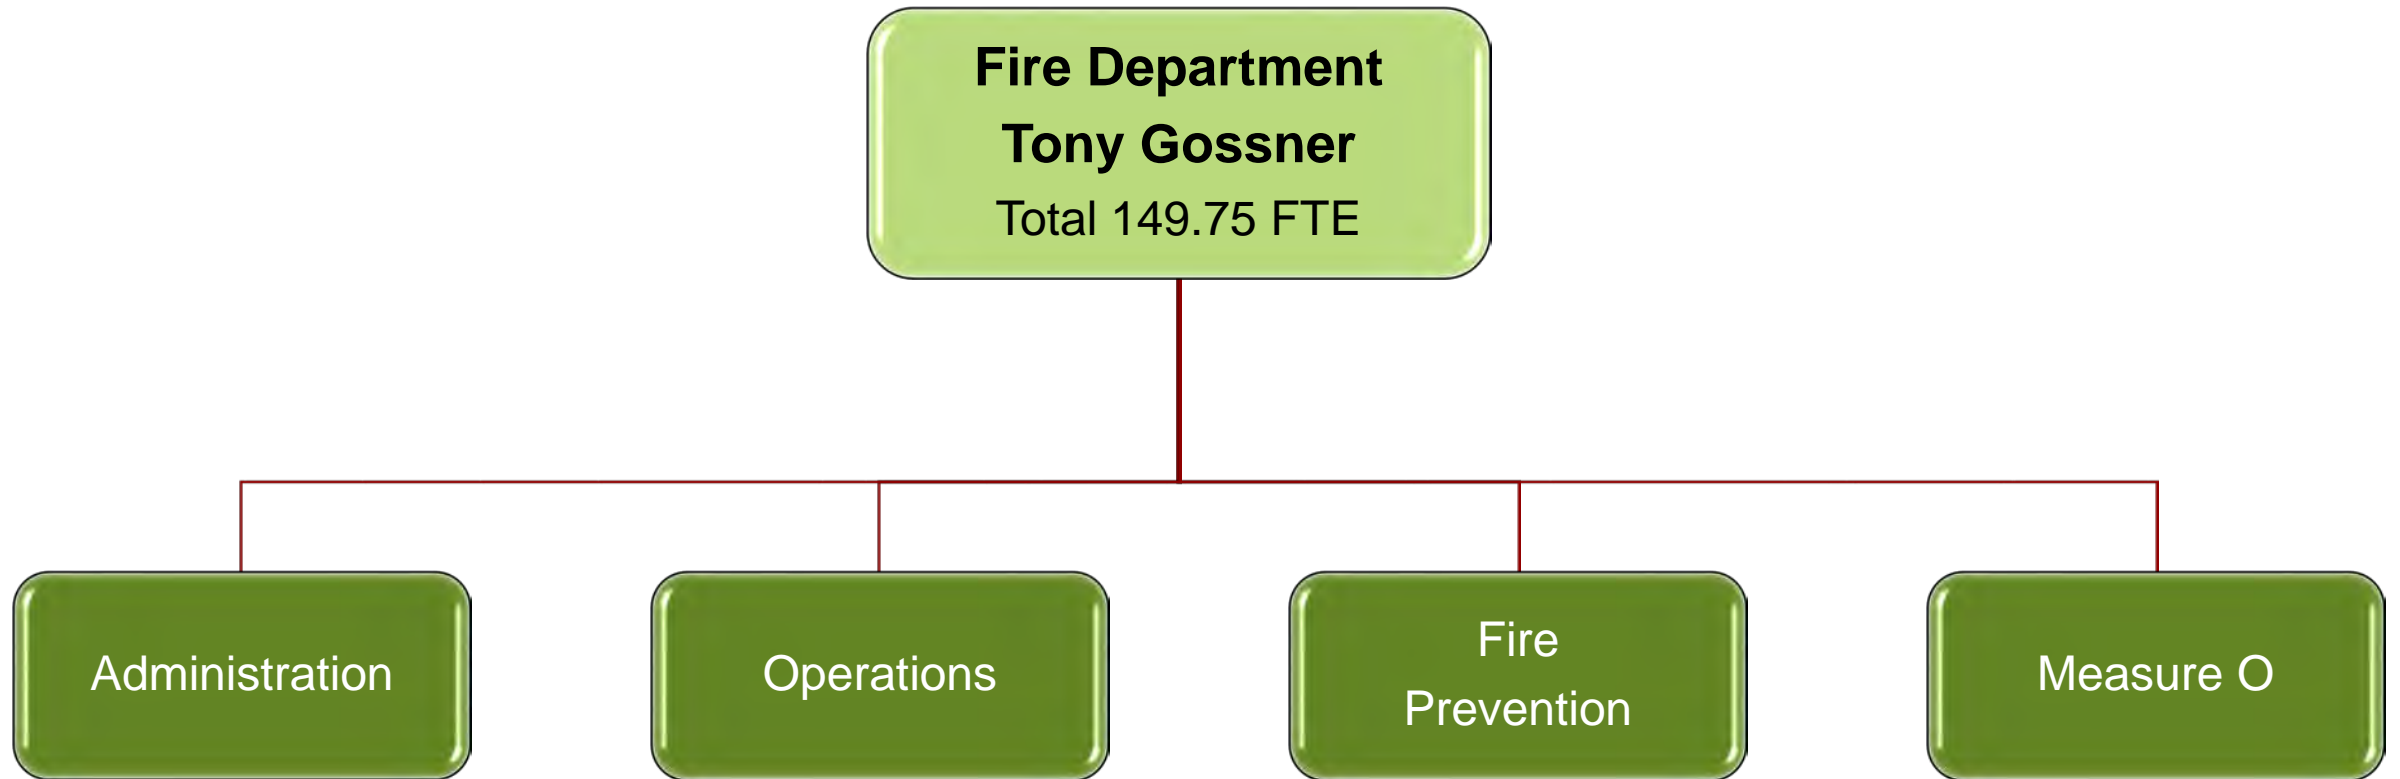 Fire Department
Tony Gossner
Total 149.75 FTE
Administration
Operations
Fire
Prevention
Measure O